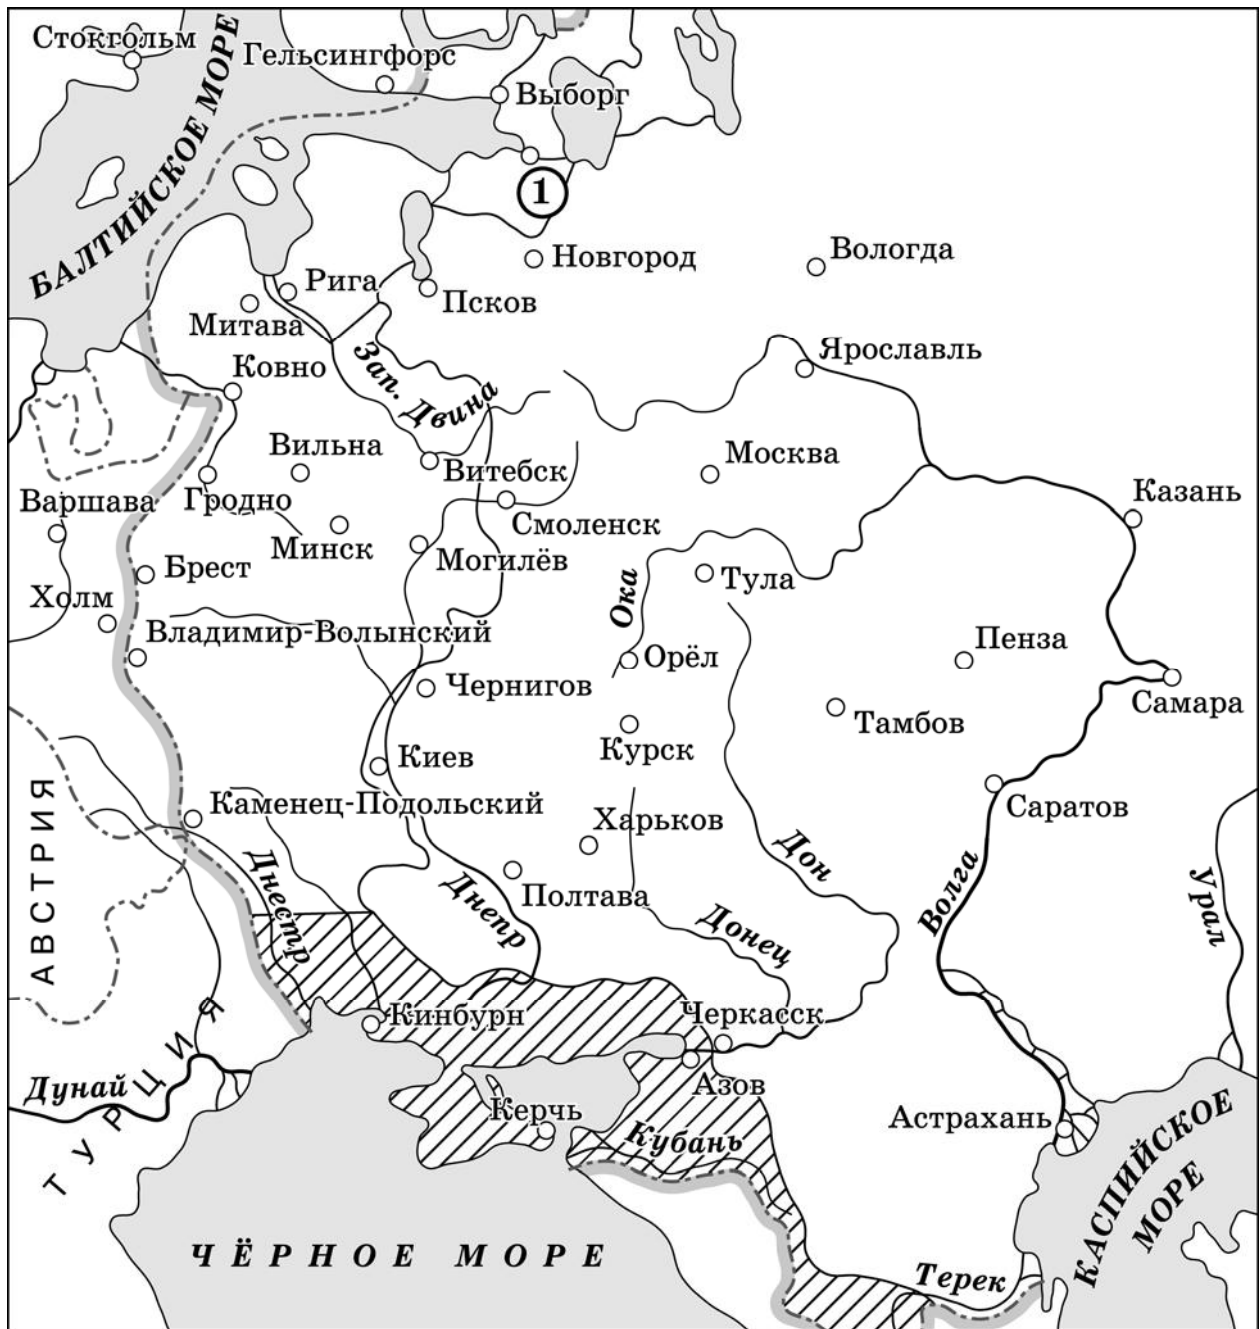 Стокгольм
Гельсингфорс
Выборг
БАЛТИЙСКОЕ МОРЕ
1
Новгород
Вологда
Рига
Псков
Митава
Ярославль
Ковно
Зап. Двина
Вильна
Витебск
Москва
Казань
Варшава
Гродно
Смоленск
Минск
Могилёв
Брест
Тула
Ока
Холм
Владимир-Волынский
Пенза
Орёл
Чернигов
Самара
Тамбов
Курск
Киев
Каменец-Подольский
Саратов
Харьков
АВСТРИЯ
Днестр
Днепр
Полтава
Дон
Волга
Урал
Донец
Кинбурн
Черкасск
ТУРЦИЯ
Дунай
Азов
Керчь
Кубань
Астрахань
КАСПИЙСКОЕ
МОРЕ
ЧЁРНОЕ МОРЕ
Терек